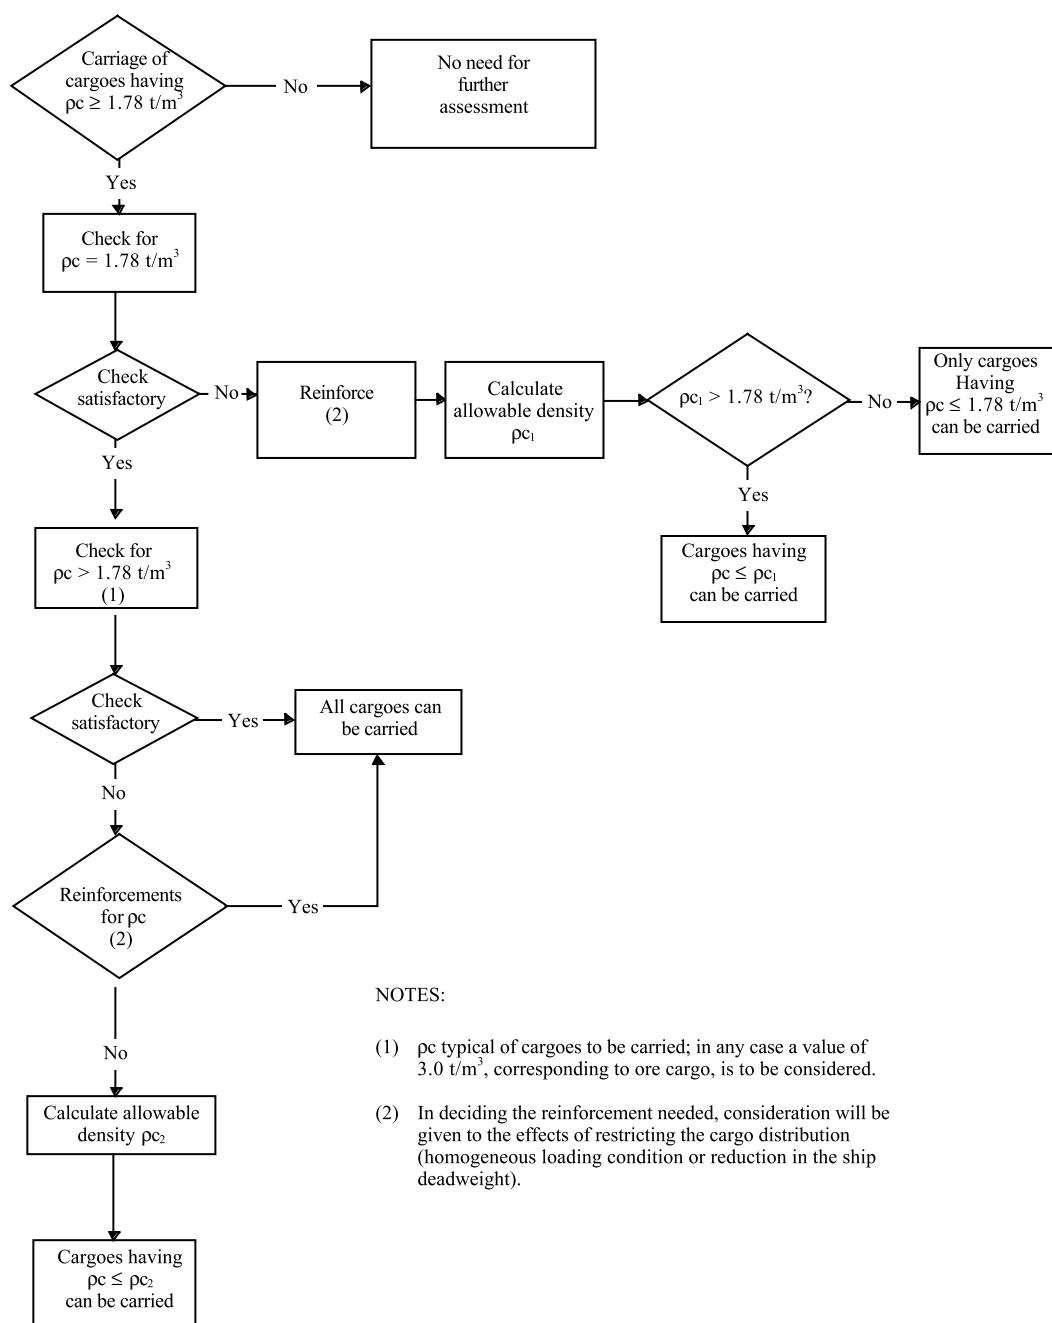 Carriage of
cargoes having
ρc ≥ 1.78 t/m³
No
No need for
further
assessment
Yes
Check for
ρc = 1.78 t/m³
Check
satisfactory
No
Reinforce
(2)
Calculate
allowable density
ρc₁
ρc₁ > 1.78 t/m³?
No
Only cargoes
Having
ρc ≤ 1.78 t/m³
can be carried
Yes
Yes
Cargoes having
ρc ≤ ρc₁
can be carried
Check for
ρc > 1.78 t/m³
(1)
Check
satisfactory
Yes
All cargoes can
be carried
No
Reinforcements
for ρc
(2)
Yes
No
Calculate allowable
density ρc₂
Cargoes having
ρc ≤ ρc₂
can be carried
NOTES:
(1) ρc typical of cargoes to be carried; in any case a value of
3.0 t/m³, corresponding to ore cargo, is to be considered.
(2) In deciding the reinforcement needed, consideration will be
given to the effects of restricting the cargo distribution
(homogeneous loading condition or reduction in the ship
deadweight).